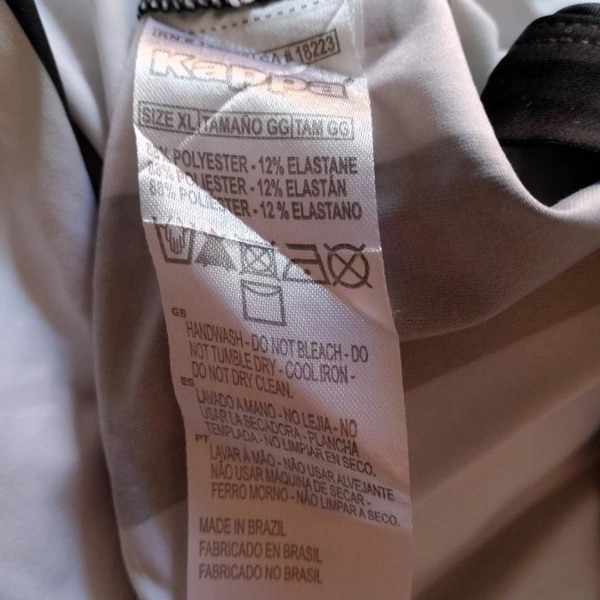 CA # 18223
Kappa
SIZE XL TAMAÑO GG TAM GG
88% POLYESTER - 12% ELASTANE
88% POLIÉSTER - 12% ELASTÁN
88% POLIÉSTER - 12% ELASTANO
GB
HANDWASH - DO NOT BLEACH - DO
NOT TUMBLE DRY - COOL IRON -
DO NOT DRY CLEAN.
ES
LAVADO A MANO - NO LEJIA - NO
USAR LA SECADORA - PLANCHA
TEMPLADA - NO LIMPIAR EN SECO.
PT
LAVAR À MÃO - NÃO USAR ALVEJANTE
NÃO USAR MÁQUINA DE SECAR -
FERRO MORNO - NÃO LIMPAR A SECO.
MADE IN BRAZIL
FABRICADO EN BRASIL
FABRICADO NO BRASIL